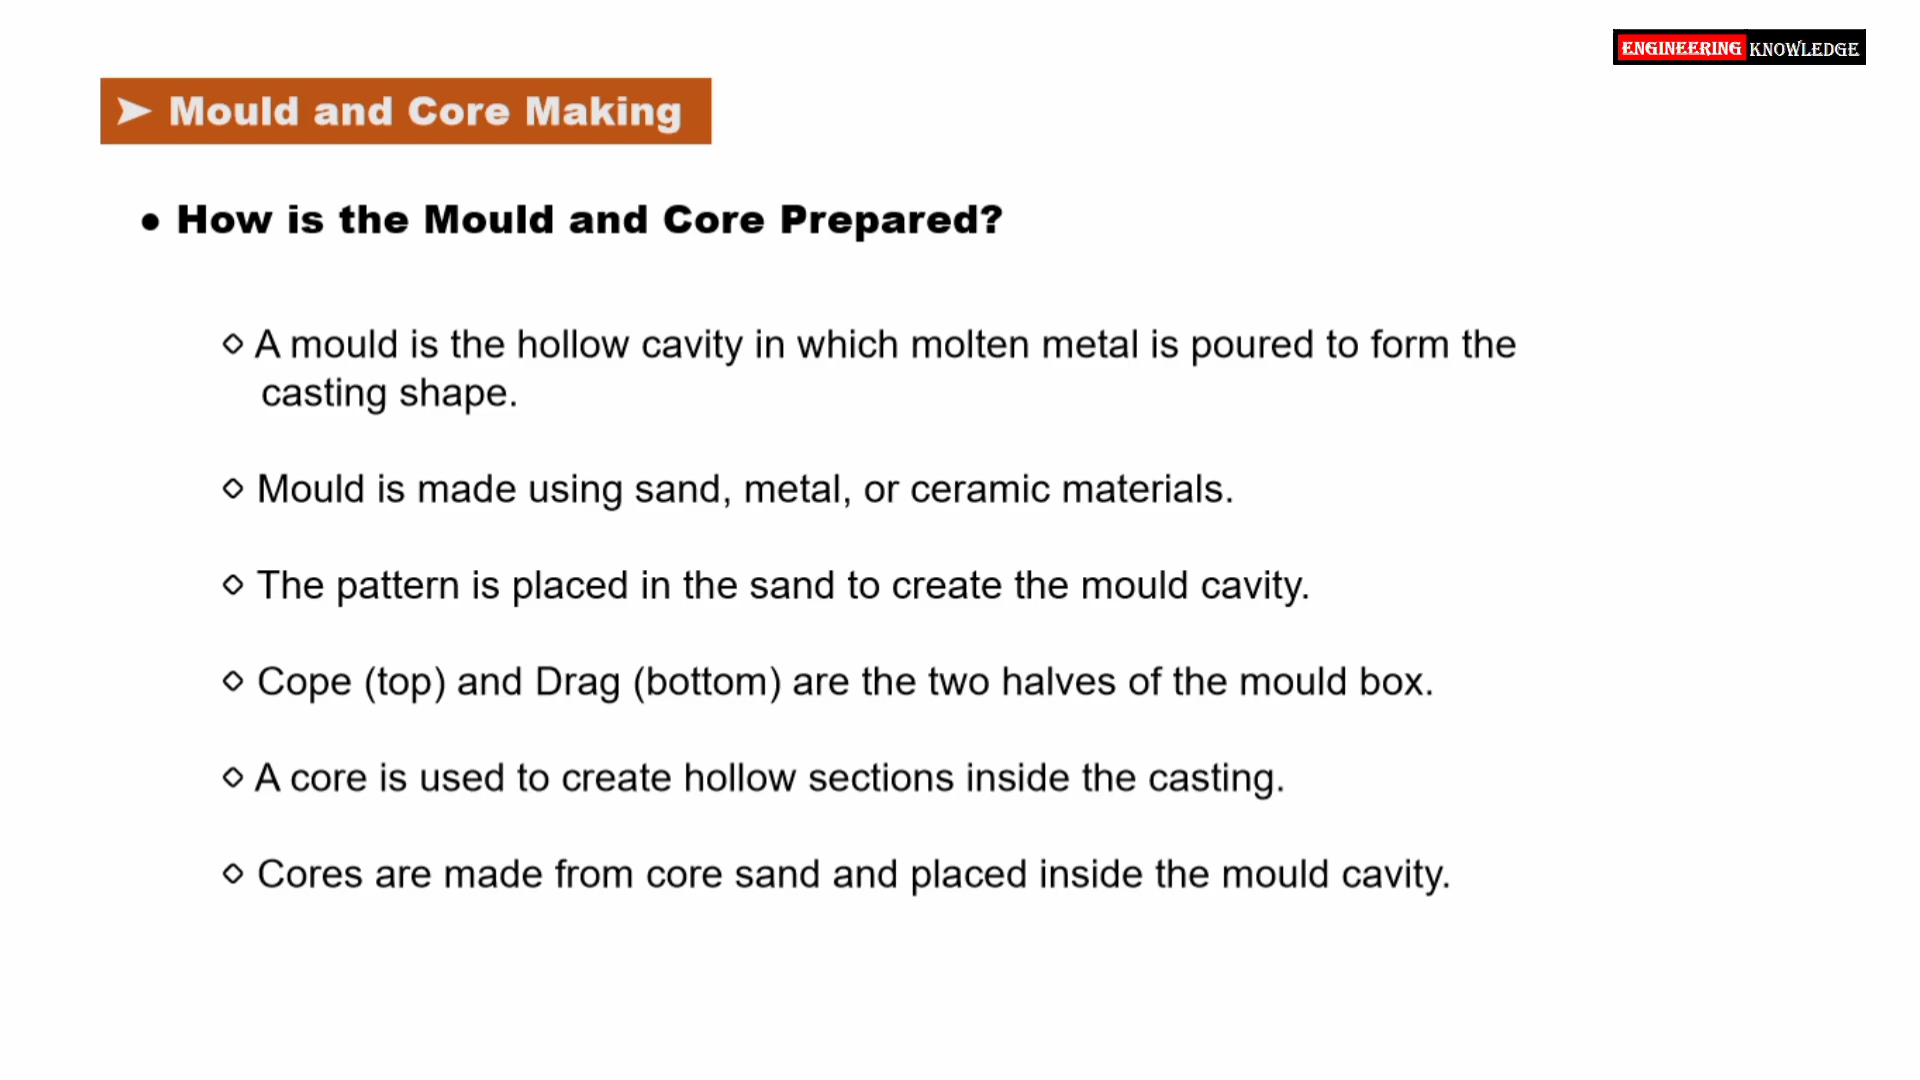 ENGINEERING KNOWLEDGE
➤ Mould and Core Making
● How is the Mould and Core Prepared?
◇ A mould is the hollow cavity in which molten metal is poured to form the
casting shape.
◇ Mould is made using sand, metal, or ceramic materials.
◇ The pattern is placed in the sand to create the mould cavity.
◇ Cope (top) and Drag (bottom) are the two halves of the mould box.
◇ A core is used to create hollow sections inside the casting.
◇ Cores are made from core sand and placed inside the mould cavity.